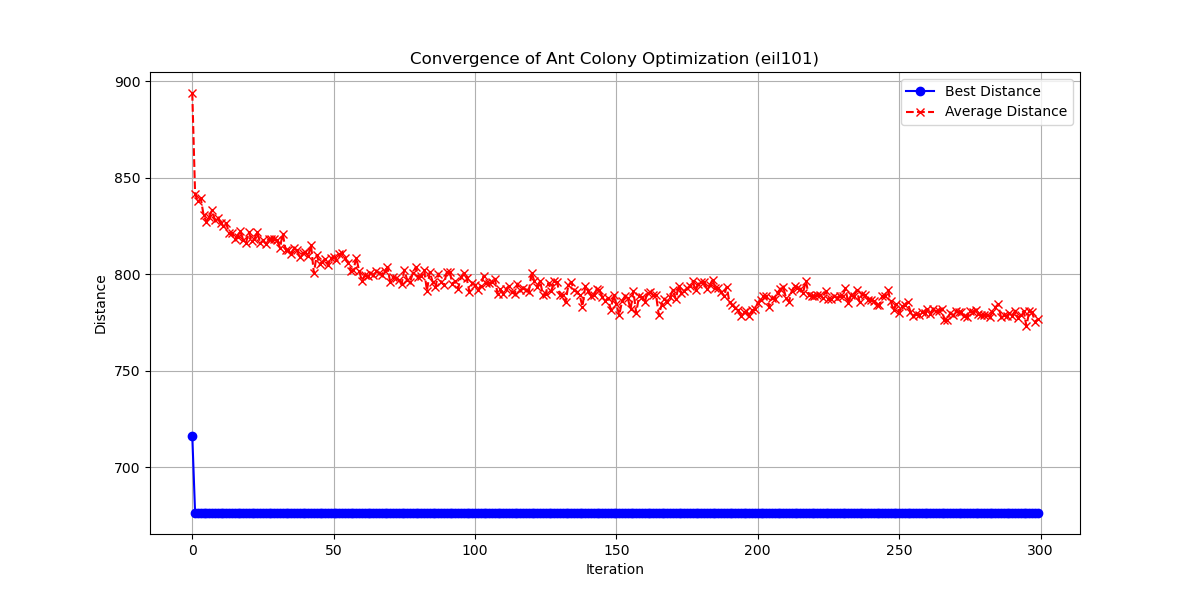 Convergence of Ant Colony Optimization (eil101)
900
850
800
750
700
Distance
Best Distance
Average Distance
0
50
100
150
200
250
300
Iteration